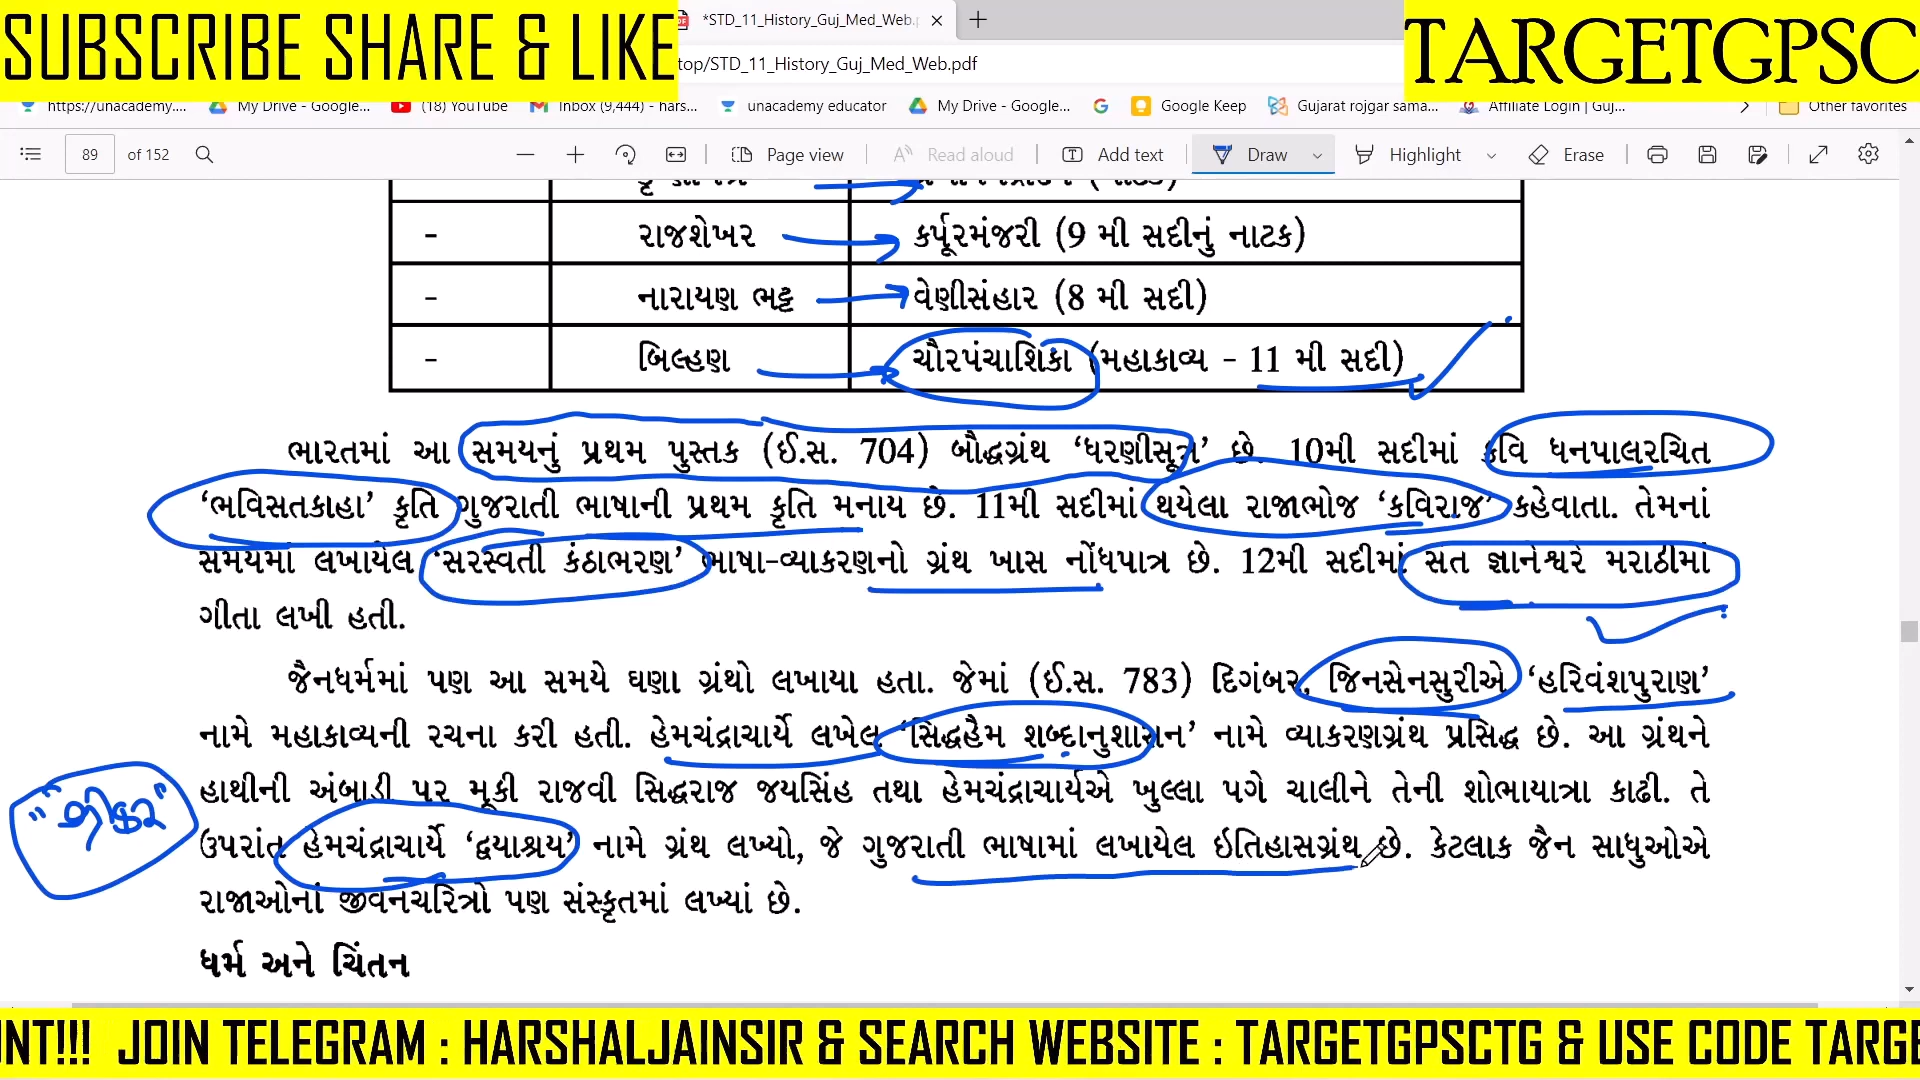 SUBSCRIBE SHARE & LIKE
*STD_11_History_Guj_Med_Web.p
TARGETGPSC
top/STD_11_History_Guj_Med_Web.pdf
https://unacademy.... My Drive - Google... (18) YouTube Inbox (9,444) - hars... unacademy educator My Drive - Google... Google Keep Gujarat rojgar sama... Affiliate Login | Guj... Other favorites
89 of 152 Page view Read aloud Add text Draw Highlight Erase
- રાજશેખર કર્પૂરમંજરી (9 મી સદીનું નાટક)
- નારાયણ ભટ્ટ વેણીસંહાર (8 મી સદી)
- બિલ્હણ ચૌરપંચાશિકા (મહાકાવ્ય - 11 મી સદી)
ભારતમાં આ સમયનું પ્રથમ પુસ્તક (ઈ.સ. 704) બૌદ્ધગ્રંથ ‘ધરણીસૂત્ર’ છે. 10મી સદીમાં કવિ ધનપાલરચિત
‘ભવિસતકાહા’ કૃતિ ગુજરાતી ભાષાની પ્રથમ કૃતિ મનાય છે. 11મી સદીમાં થયેલા રાજાભોજ ‘કવિરાજ’ કહેવાતા. તેમનાં
સમયમાં લખાયેલ ‘સરસ્વતી કંઠાભરણ’ ભાષા-વ્યાકરણનો ગ્રંથ ખાસ નોંધપાત્ર છે. 12મી સદીમાં સંત જ્ઞાનેશ્વરે મરાઠીમાં
ગીતા લખી હતી.
જૈનધર્મમાં પણ આ સમયે ઘણા ગ્રંથો લખાયા હતા. જેમાં (ઈ.સ. 783) દિગંબર, જિનસેનસુરીએ ‘હરિવંશપુરાણ’
નામે મહાકાવ્યની રચના કરી હતી. હેમચંદ્રાચાર્યે લખેલ ‘સિદ્ધહૈમ શબ્દાનુશાસન’ નામે વ્યાકરણગ્રંથ પ્રસિદ્ધ છે. આ ગ્રંથને
હાથીની અંબાડી પર મૂકી રાજવી સિદ્ધરાજ જયસિંહ તથા હેમચંદ્રાચાર્યએ ખુલ્લા પગે ચાલીને તેની શોભાયાત્રા કાઢી. તે
ઉપરાંત હેમચંદ્રાચાર્યે ‘દ્વયાશ્રય’ નામે ગ્રંથ લખ્યો, જે ગુજરાતી ભાષામાં લખાયેલ ઇતિહાસગ્રંથ છે. કેટલાક જૈન સાધુઓએ
રાજાઓનાં જીવનચરિત્રો પણ સંસ્કૃતમાં લખ્યાં છે.
ધર્મ અને ચિંતન
NT!!! JOIN TELEGRAM : HARSHALJAINSIR & SEARCH WEBSITE : TARGETGPSCTG & USE CODE TARGE